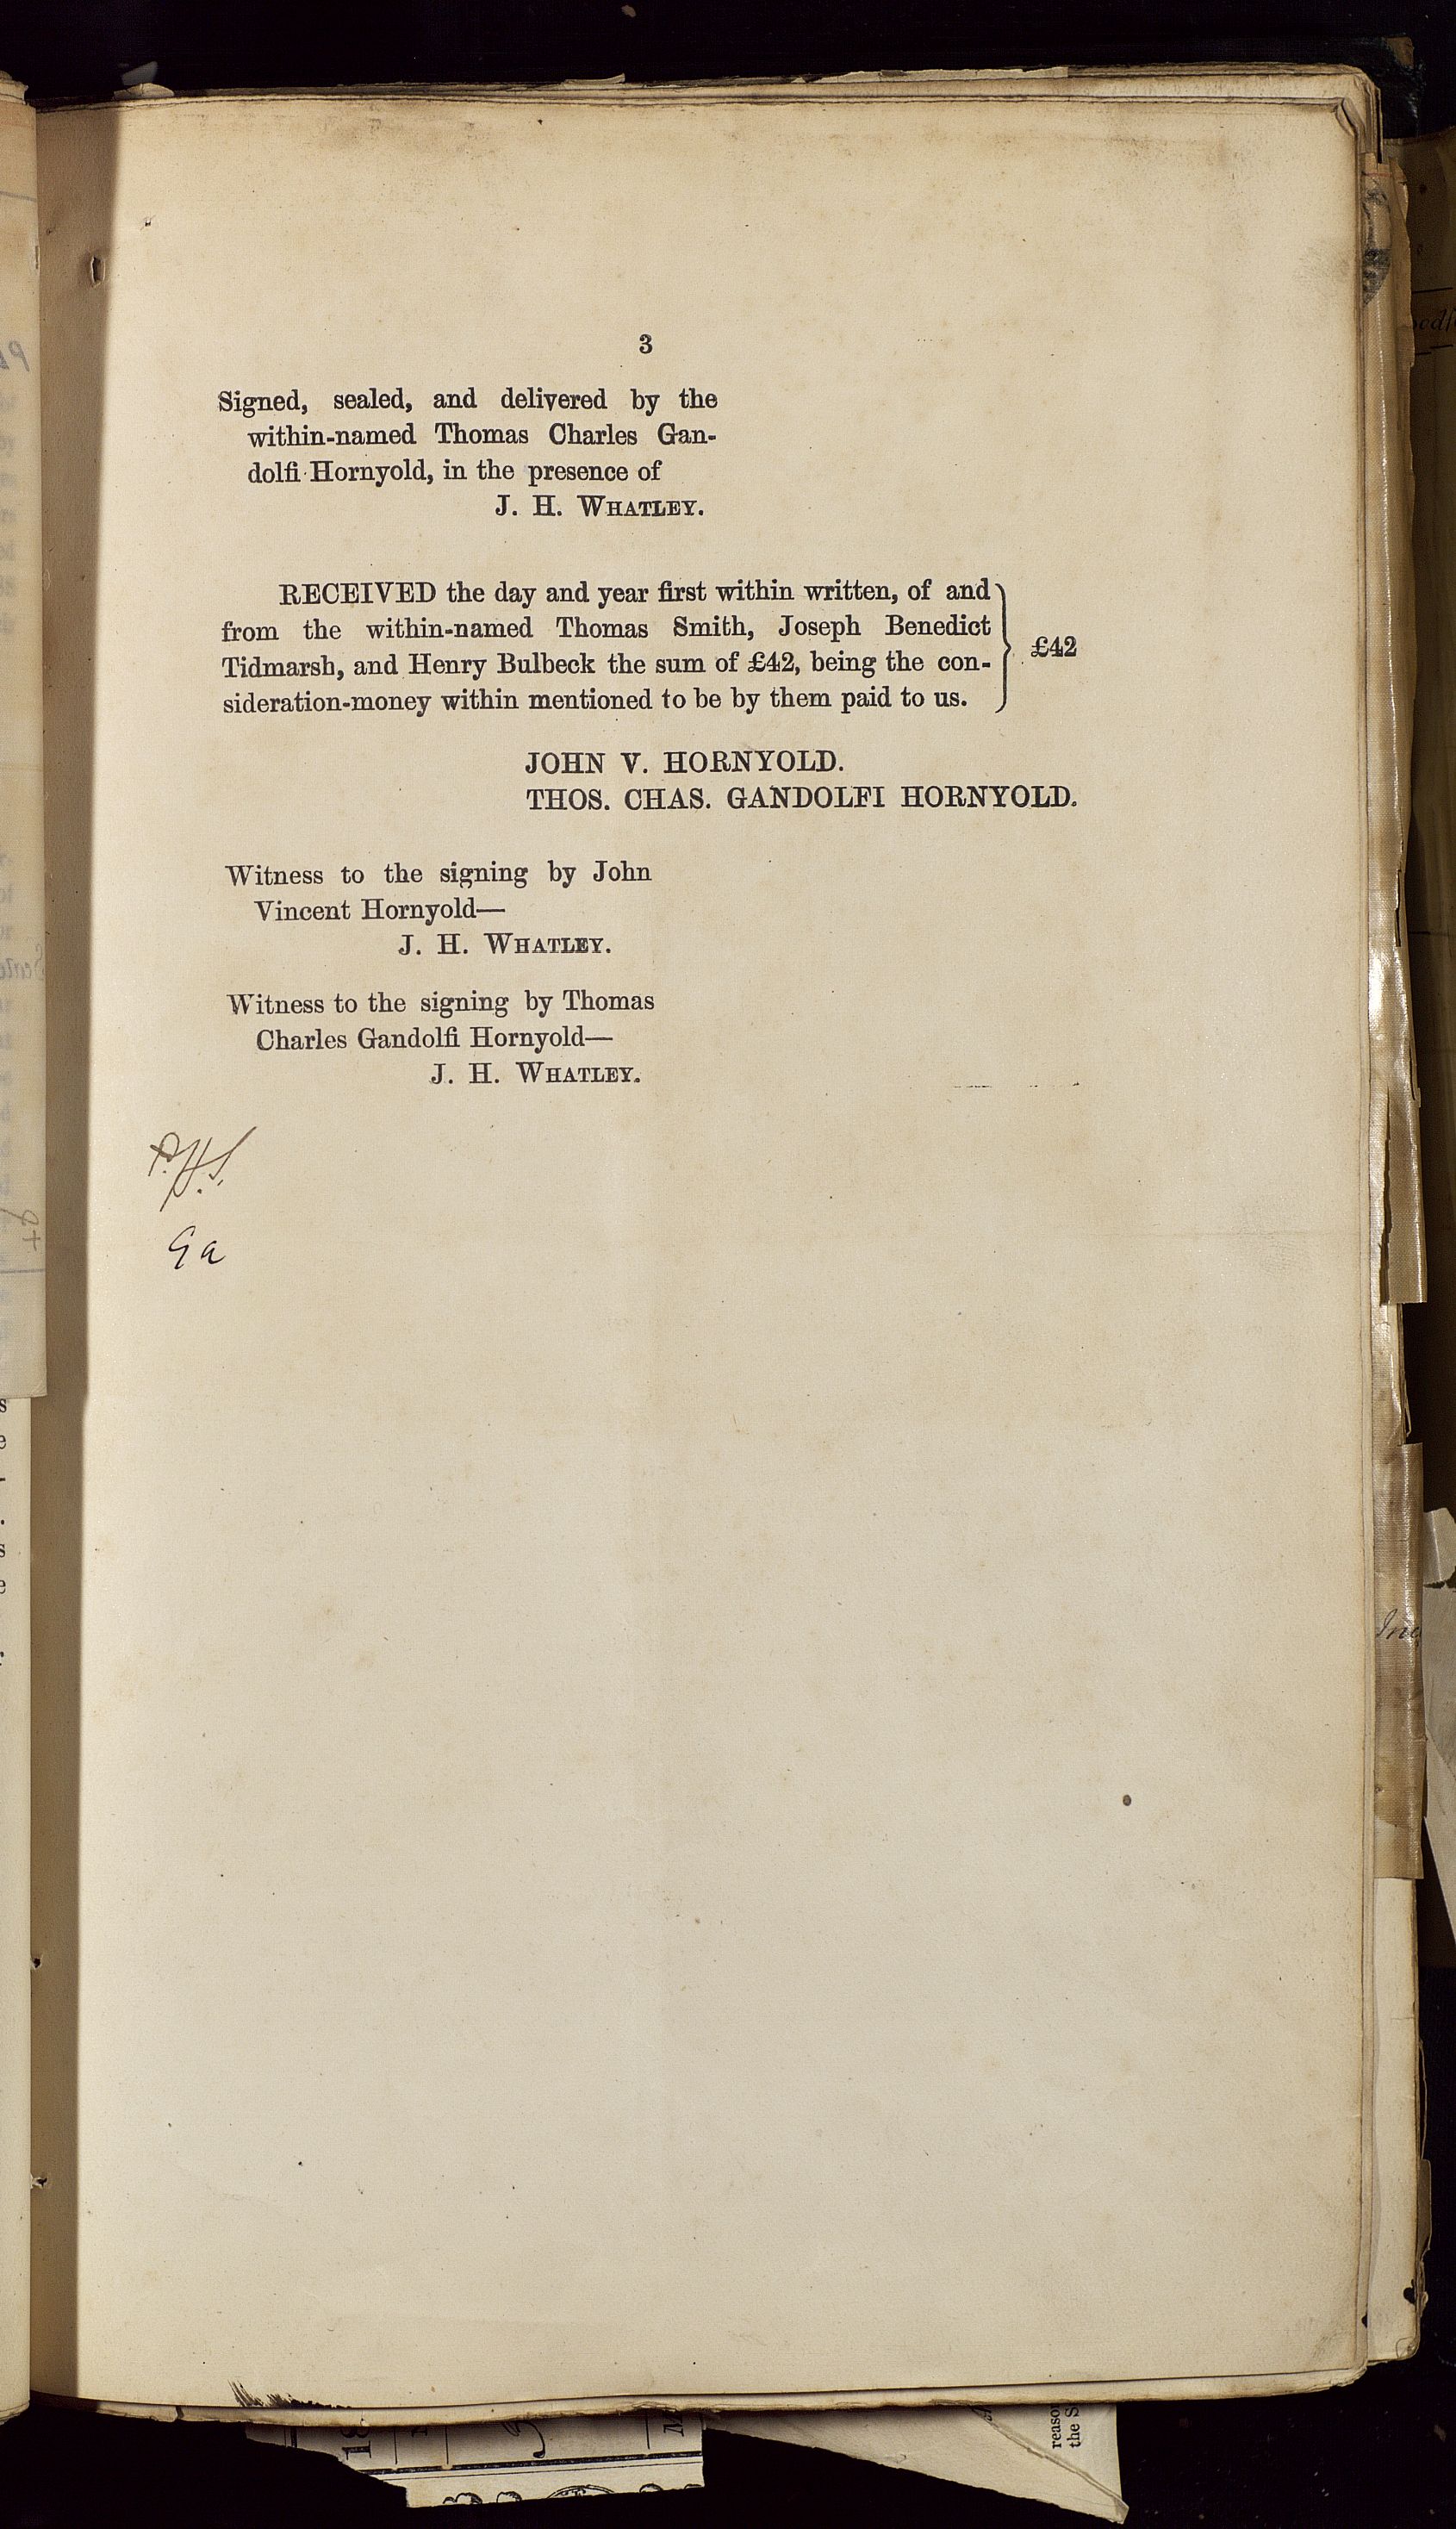 3
Signed, sealed, and delivered by the
within-named Thomas Charles Gan-
dolfi Hornyold, in the presence of
J. H. WHATLEY.
RECEIVED the day and year first within written, of and
from the within-named Thomas Smith, Joseph Benedict
Tidmarsh, and Henry Bulbeck the sum of £42, being the con-
sideration-money within mentioned to be by them paid to us.
£42
JOHN V. HORNYOLD.
THOS. CHAS. GANDOLFI HORNYOLD.
Witness to the signing by John
Vincent Hornyold—
J. H. WHATLEY.
Witness to the signing by Thomas
Charles Gandolfi Hornyold—
J. H. WHATLEY.
reaso
the S